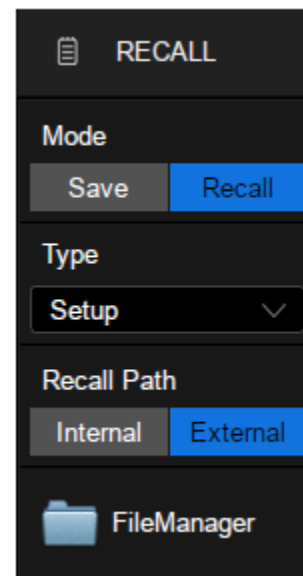 RECALL
Mode
Save Recall
Type
Setup
Recall Path
Internal External
FileManager